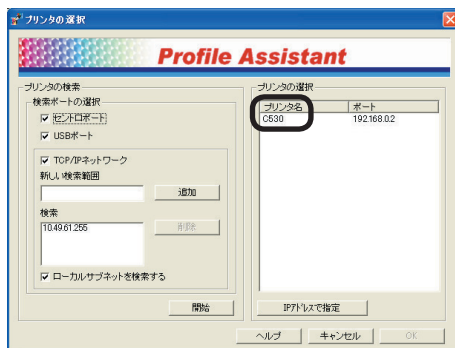 プリンタの選択
Profile Assistant
プリンタの検索
検索ポートの選択
セントロポート
USBポート
TCP/IPネットワーク
新しい検索範囲
追加
検索
10.49.61.255
削除
ローカルサブネットを検索する
開始
プリンタの選択
プリンタ名 ポート
C530 192.168.0.2
IPアドレスで指定
ヘルプ キャンセル OK